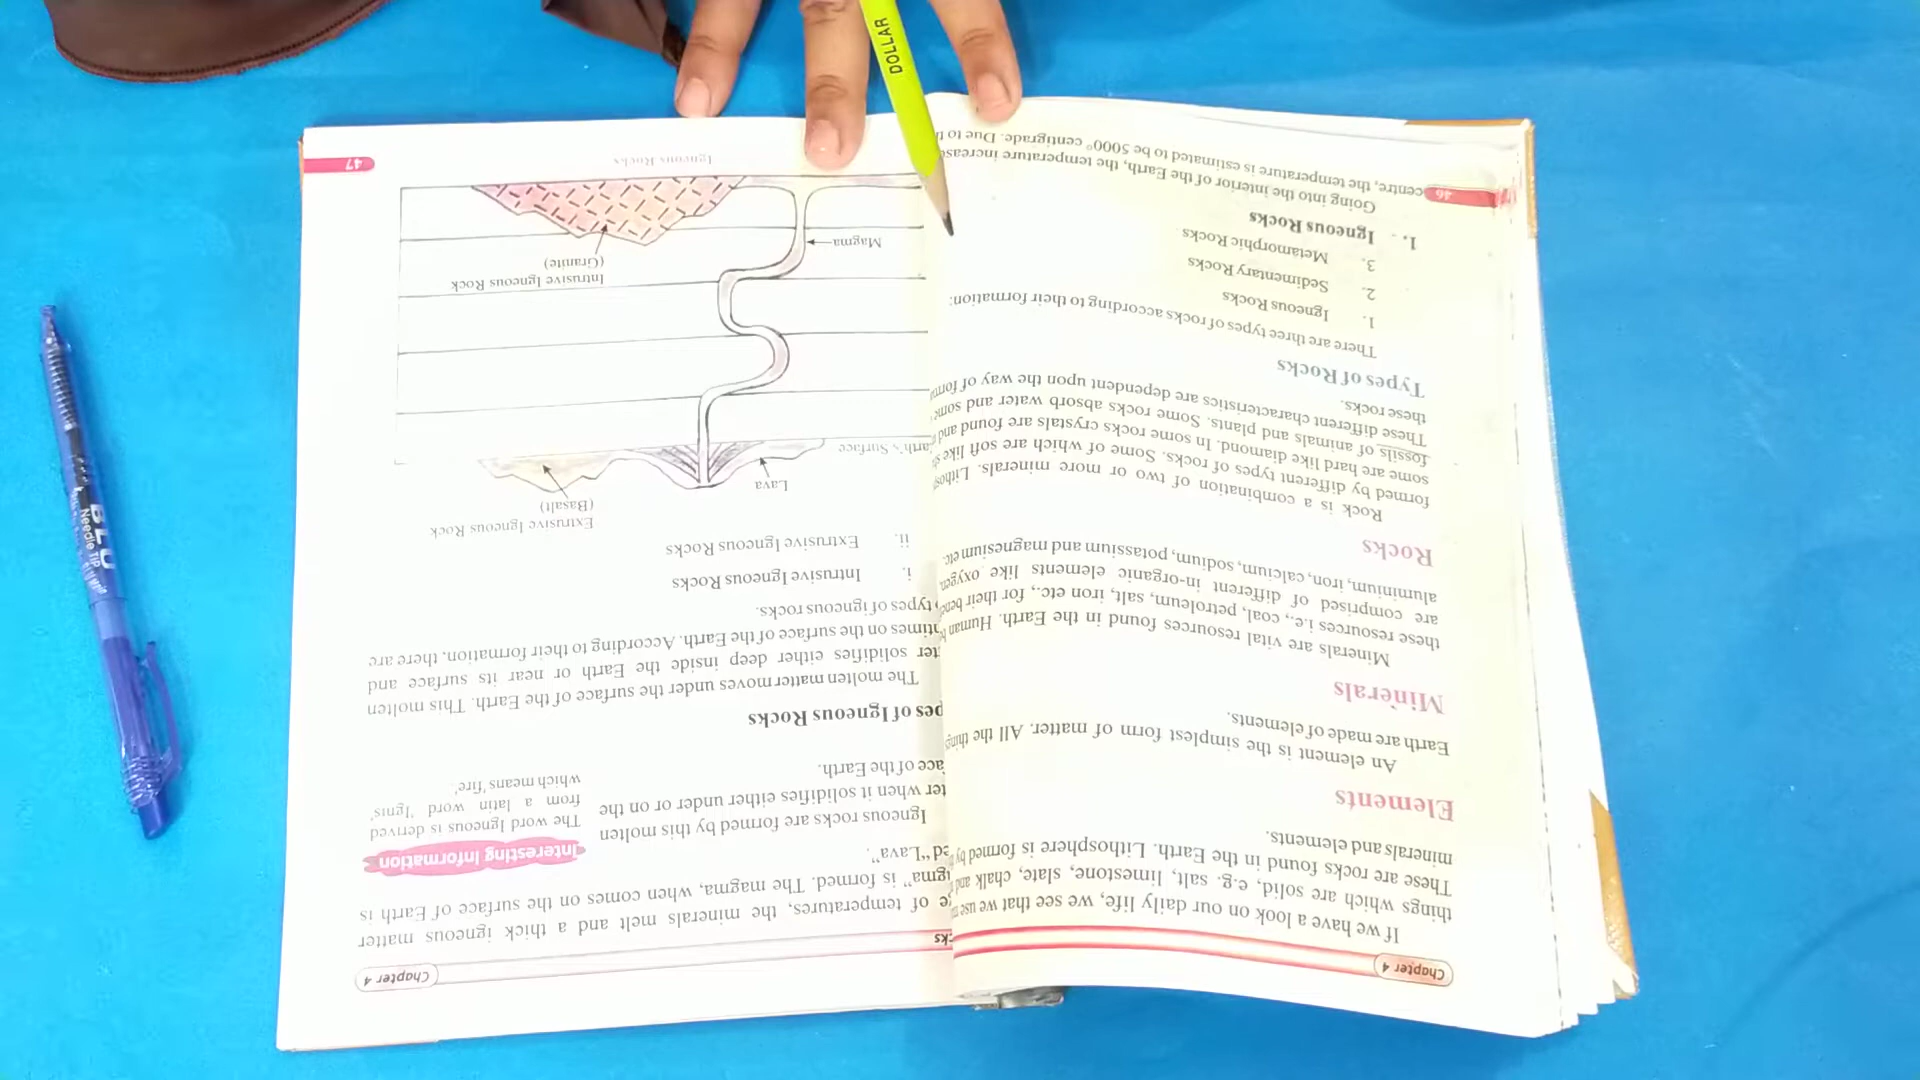 Chapter 4
If we have a look on our daily life, we see that we use
things which are solid, e.g. salt, limestone, slate, chalk and
These are rocks found in the Earth. Lithosphere is formed by
minerals and elements.
Elements
An element is the simplest form of matter. All the
Earth are made of elements.
Minerals
Minerals are vital resources found in the Earth. Human
these resources i.e., coal, petroleum, salt, iron etc., for their
are comprised of different in-organic elements like oxygen
aluminium, iron, calcium, sodium, potassium and magnesium etc.
Rocks
Rock is a combination of two or more minerals.
formed by different types of rocks. Some of which are soft like
some are hard like diamond. In some rocks crystals are found and
fossils of animals and plants. Some rocks absorb water and some
These different characteristics are dependent upon the way of
these rocks.
Types of Rocks
There are three types of rocks according to their formation:
1. Igneous Rocks
2. Sedimentary Rocks
3. Metamorphic Rocks
1. Igneous Rocks
Going into the interior of the Earth, the temperature increase
centre, the temperature is estimated to be 5000° centigrade. Due to
46
Chapter 4
of temperatures, the minerals melt and a thick igneous matter
is formed. The magma, when comes on the surface of Earth is
"Lava".
Igneous rocks are formed by this molten
when it solidifies either under or on the
of the Earth.
Interesting Information
The word Igneous is derived
from a latin word 'Ignis'
which means 'fire'.
of Igneous Rocks
The molten matter moves under the surface of the Earth. This molten
solidifies either deep inside the Earth or near its surface and
on the surface of the Earth. According to their formation, there are
types of igneous rocks.
i. Intrusive Igneous Rocks
ii. Extrusive Igneous Rocks
Extrusive Igneous Rock
(Basalt)
Lava
Earth's Surface
Intrusive Igneous Rock
(Granite)
Magma
Igneous Rocks
47
DOLLAR
Needle Tip